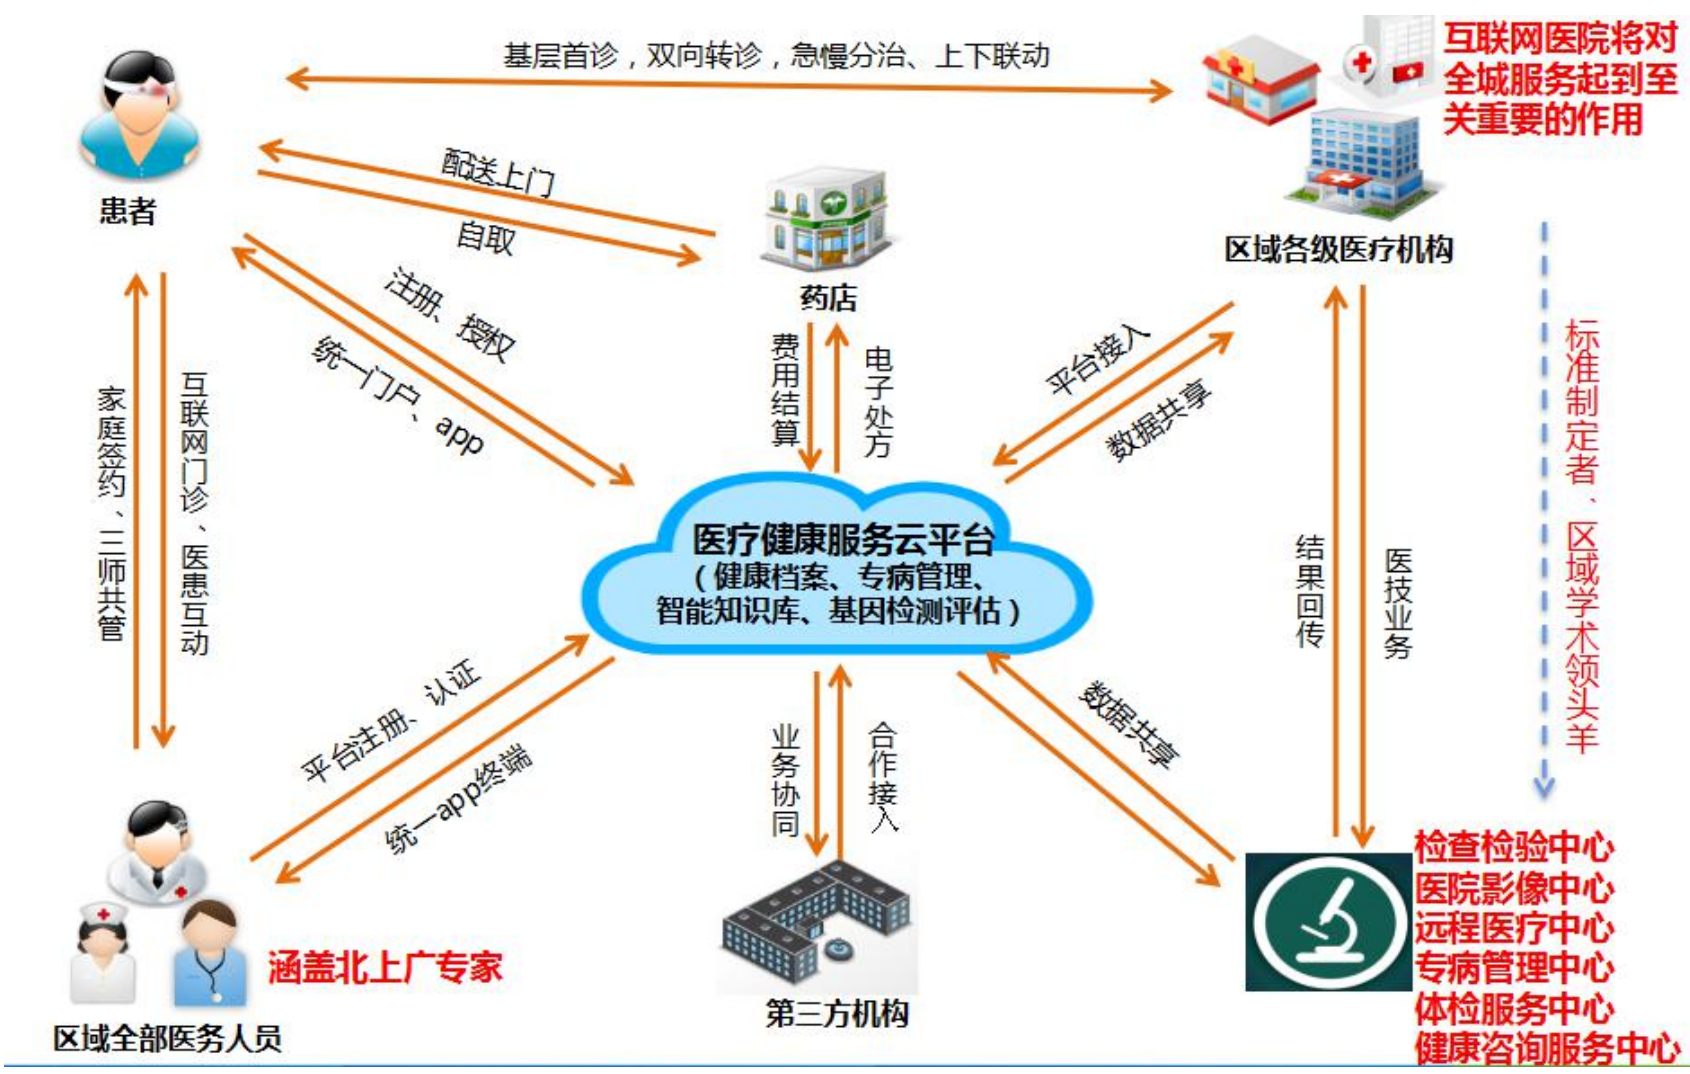 基层首诊，双向转诊，急慢分治、上下联动
互联网医院将对
全城服务起到至
关重要的作用
患者
配送上门
自取
药店
区域各级医疗机构
注册、授权
统一门户、app
费用结算
电子处方
平台接入
数据共享
标准制定者、区域学术领头羊
家庭签约、三师共管
互联网门诊、医患互动
医疗健康服务云平台
（健康档案、专病管理、
智能知识库、基因检测评估）
结果回传
医技业务
平台注册、认证
统一app终端
业务协同
合作接入
数据共享
涵盖北上广专家
区域全部医务人员
第三方机构
检查检验中心
医院影像中心
远程医疗中心
专病管理中心
体检服务中心
健康咨询服务中心